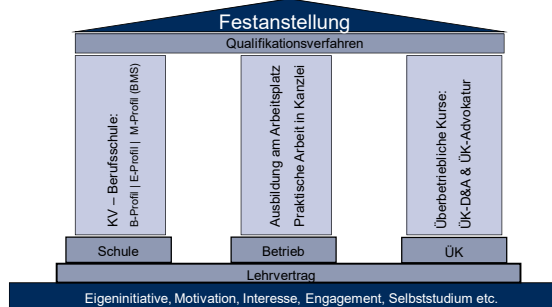 Festanstellung
Qualifikationsverfahren
KV – Berufsschule:
B-Profil | E-Profil | M-Profil (BMS)
Ausbildung am Arbeitsplatz
Praktische Arbeit in Kanzlei
Überbetriebliche Kurse:
ÜK-D&A & ÜK-Advokatur
Schule
Betrieb
ÜK
Lehrvertrag
Eigeninitiative, Motivation, Interesse, Engagement, Selbststudium etc.